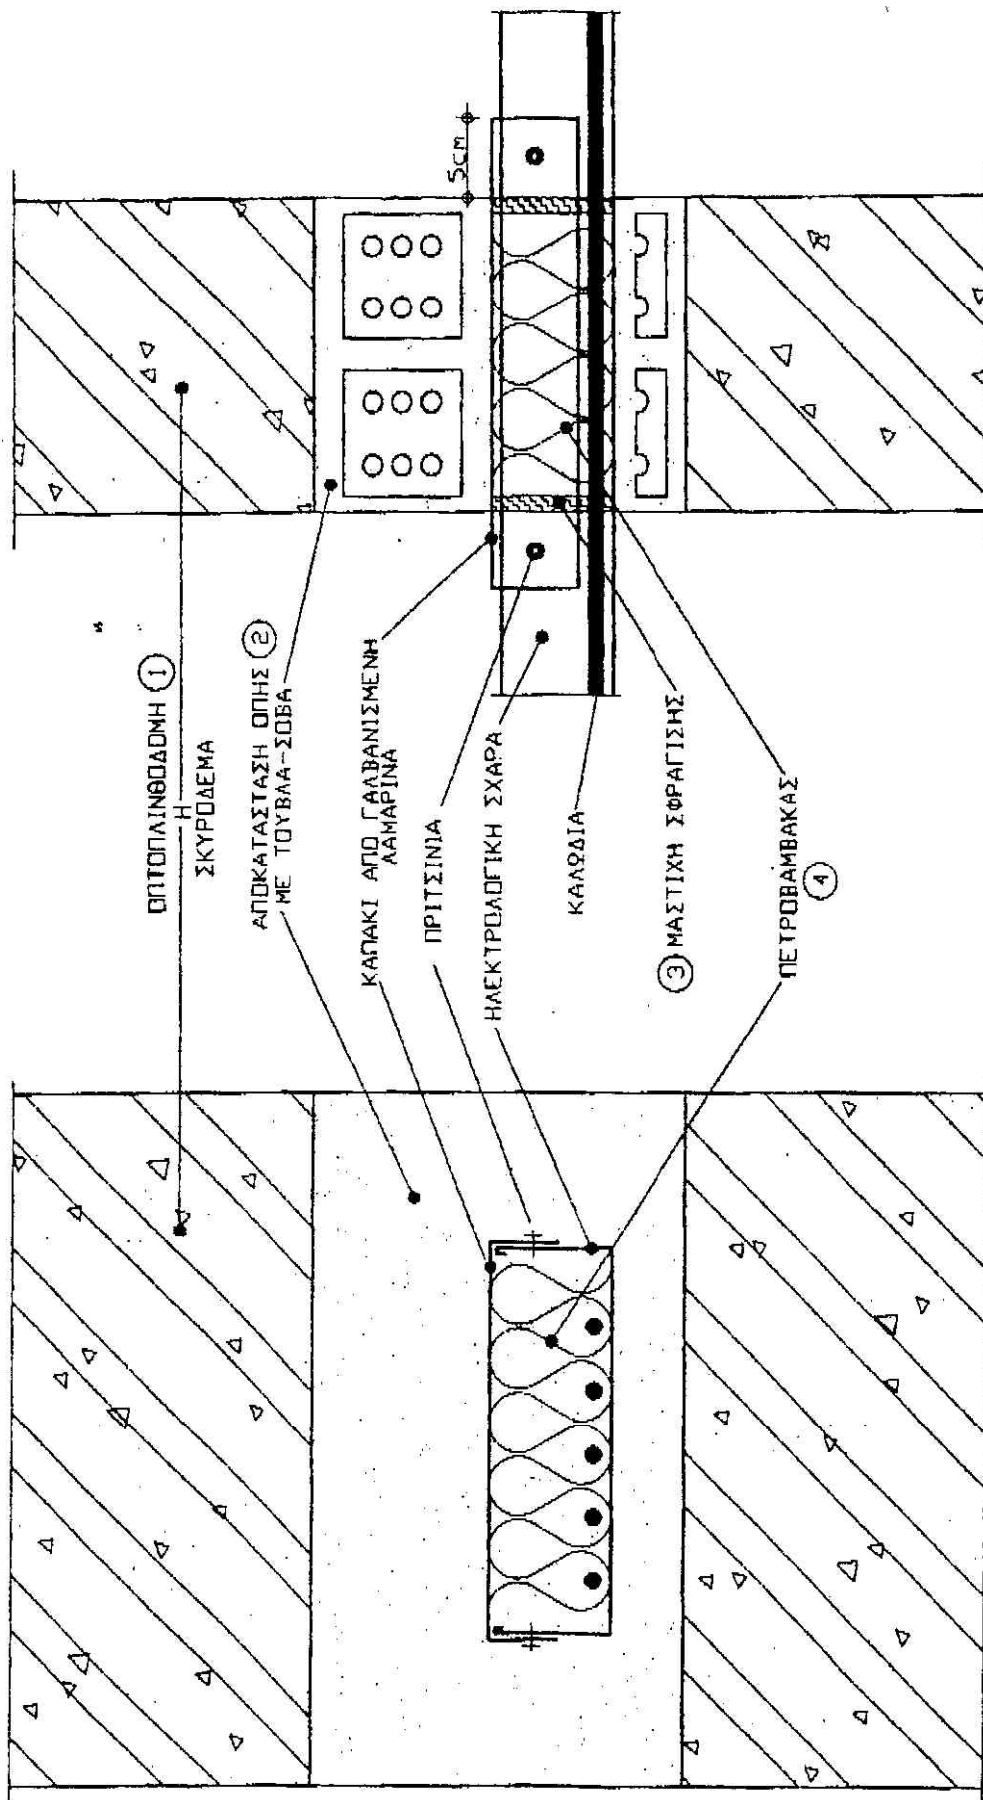 ΟΠΤΟΠΛΙΝΘΟΔΟΜΗ 1
Η
ΣΚΥΡΟΔΕΜΑ
ΑΠΟΚΑΤΑΣΤΑΣΗ ΟΠΗΣ 2
ΜΕ ΤΟΥΒΛΑ-ΣΟΒΑ
ΚΑΠΑΚΙ ΑΠΟ ΓΑΛΒΑΝΙΣΜΕΝΗ
ΛΑΜΑΡΙΝΑ
ΠΡΙΤΣΙΝΙΑ
ΗΛΕΚΤΡΟΛΟΓΙΚΗ ΣΧΑΡΑ
ΚΑΛΩΔΙΑ
3 ΜΑΣΤΙΧΗ ΣΦΡΑΓΙΣΗΣ
ΠΕΤΡΟΒΑΜΒΑΚΑΣ
4
5CM